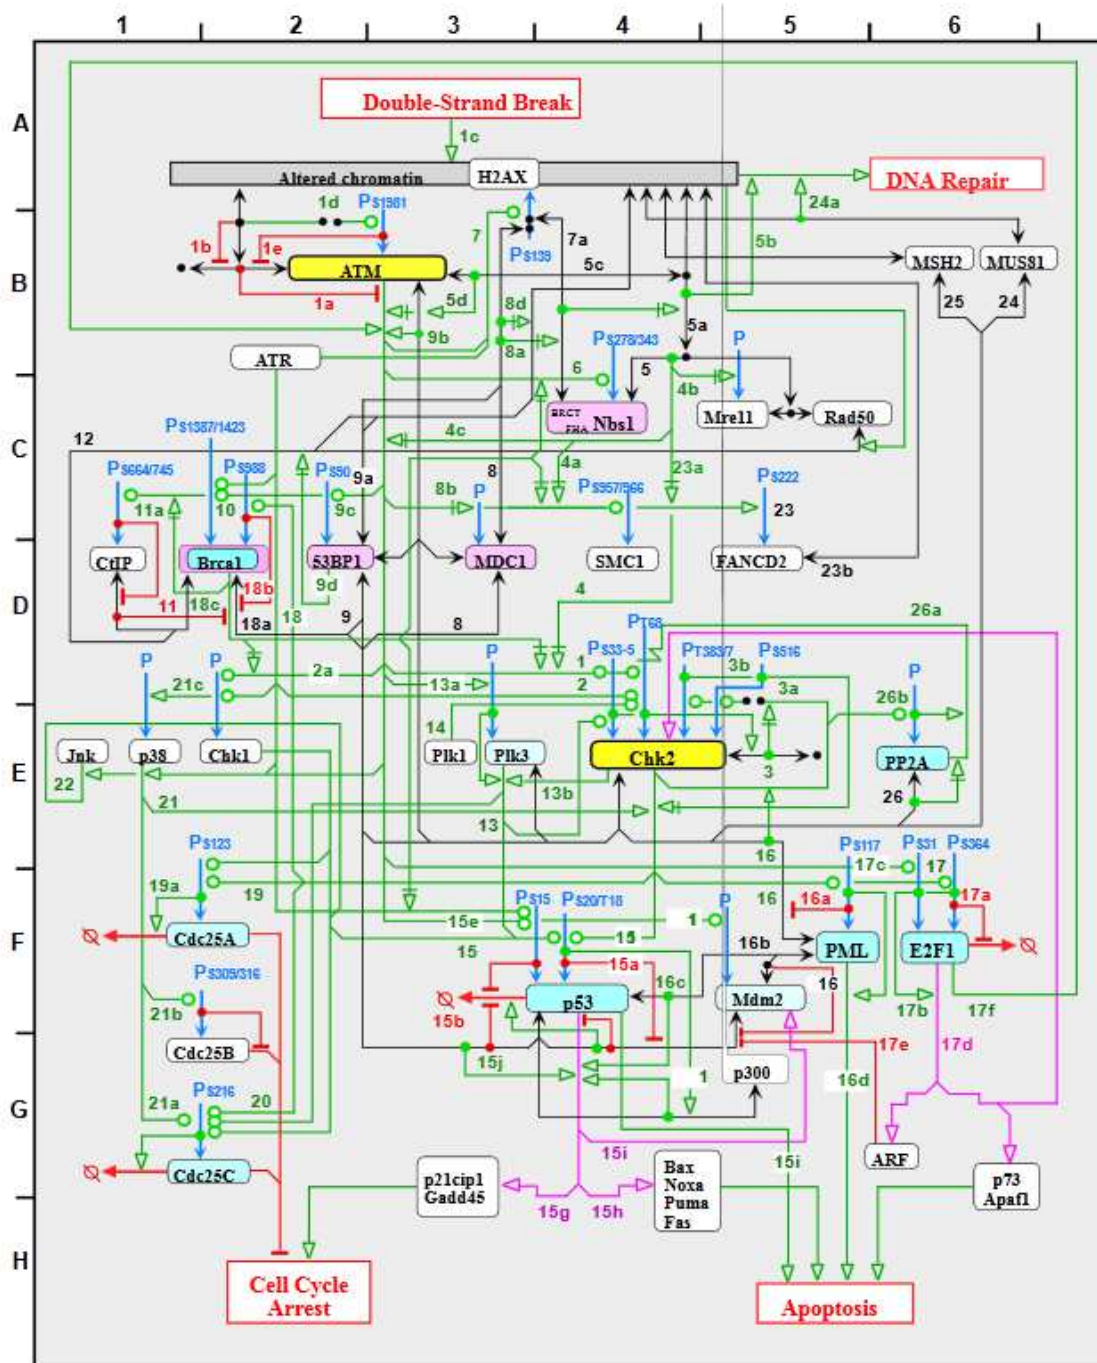 1 2 3 4 5 6
A
Double-Strand Break
1c
Altered chromatin
H2AX
DNA Repair
1d
PS1981
24a
7
7a
5b
1b
1e
PS139
B
ATM
5c
MSH2
MUS81
1a
5d
8d
25
24
9b
5a
8a
PS278/343
P
ATR
6
5
4b
BRCT
FHA Nbs1
Mre11
Rad50
PS1387/1423
12
4c
C
PS664/745
PS988
PS90
9a
8
4a
23a
PS222
8b
P
PS957/966
11a
10
9c
23
CtIP
Brca1
53BP1
MDC1
SMC1
FANCD2
23b
9d
18b
D
18c
4
11
18
9
8
26a
18a
PT68
P
P
P
PS33-5
PT383/7
PS516
2a
1
3b
P
21c
13a
2
3a
26b
14
Jnk
p38
Chk1
Plk1
Plk3
Chk2
PP2A
E
3
22
13b
26
21
13
PS123
16
PS117
PS31
PS364
17c
17
19a
19
16
16a
17a
PS15
PS20/T18
P
15e
1
F
Cdc25A
15
15
16b
PML
E2F1
PS309/316
15a
16c
16
p53
Mdm2
21b
15b
17b
17f
Cdc25B
15j
17e
17d
p300
PS216
1
16d
G
21a
20
15i
15i
ARF
Cdc25C
p21cip1
Gadd45
Bax
Noxa
Puma
Fas
p73
Apaf1
15g
15h
H
Cell Cycle
Arrest
Apoptosis